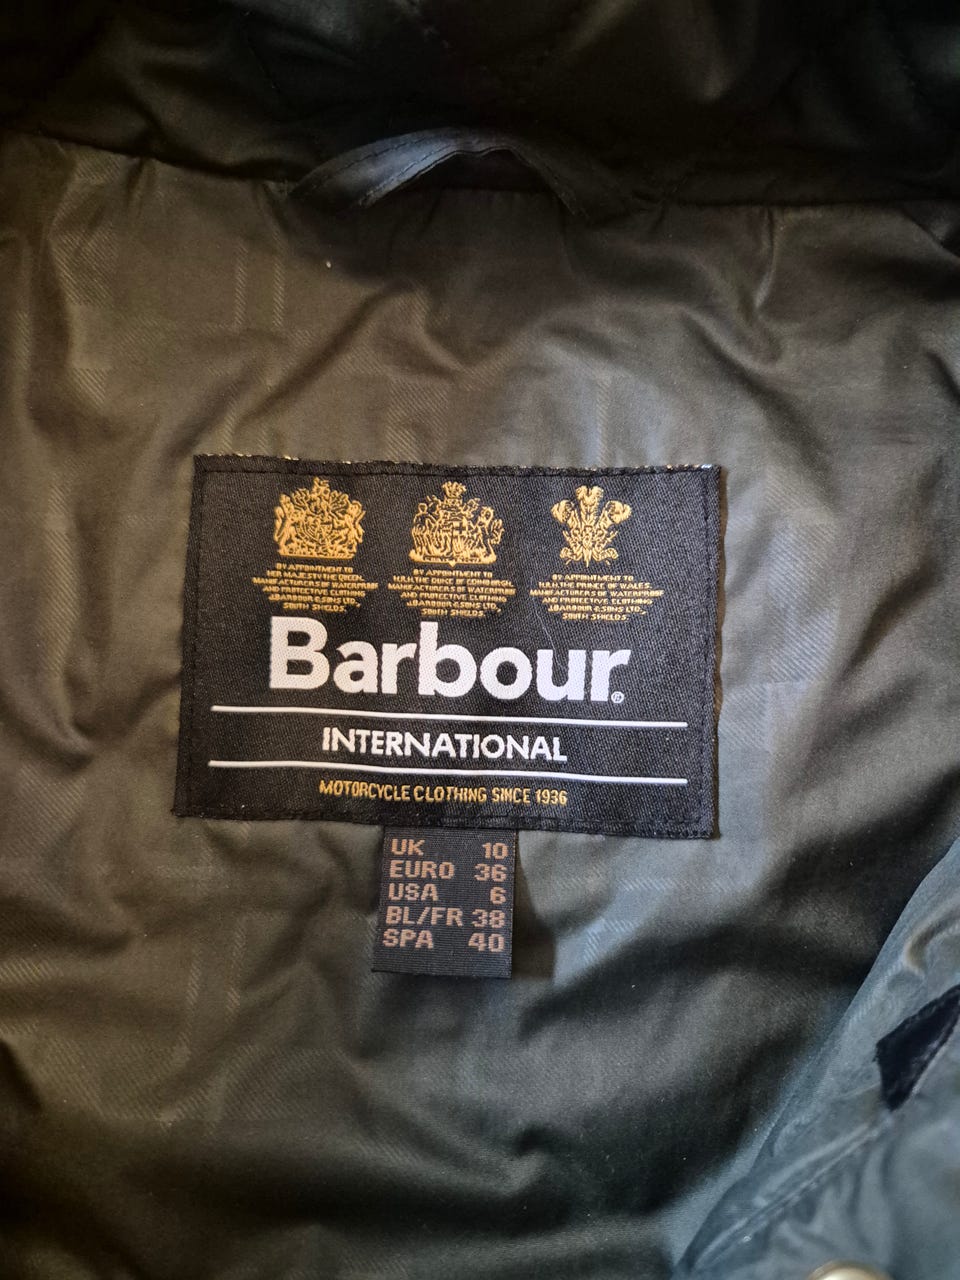 BY APPOINTMENT TO
HER MAJESTY THE QUEEN
MANUFACTURERS OF WATERPROOF
AND PROTECTIVE CLOTHING
J. BARBOUR & SONS LTD.
SOUTH SHIELDS.
BY APPOINTMENT TO
H.R.H. THE DUKE OF EDINBURGH
MANUFACTURERS OF WATERPROOF
AND PROTECTIVE CLOTHING
J. BARBOUR & SONS LTD.
SOUTH SHIELDS
BY APPOINTMENT TO
H.R.H. THE PRINCE OF WALES
MANUFACTURERS OF WATERPROOF
AND PROTECTIVE CLOTHING
J. BARBOUR & SONS LTD.
SOUTH SHIELDS.
Barbour®
INTERNATIONAL
MOTORCYCLE CLOTHING SINCE 1936
UK 10
EURO 36
USA 6
BL/FR 38
SPA 40